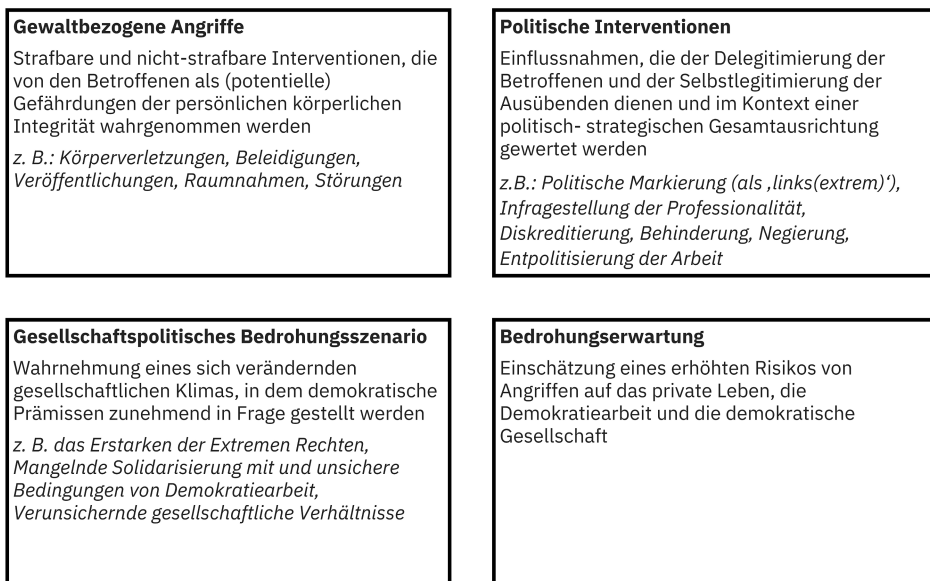 Gewaltbezogene Angriffe
Strafbare und nicht-strafbare Interventionen, die
von den Betroffenen als (potentielle)
Gefährdungen der persönlichen körperlichen
Integrität wahrgenommen werden
z. B.: Körperverletzungen, Beleidigungen,
Veröffentlichungen, Raumnahmen, Störungen
Politische Interventionen
Einflussnahmen, die der Delegitimierung der
Betroffenen und der Selbstlegitimierung der
Ausübenden dienen und im Kontext einer
politisch- strategischen Gesamtausrichtung
gewertet werden
z.B.: Politische Markierung (als ‚links(extrem)‘),
Infragestellung der Professionalität,
Diskreditierung, Behinderung, Negierung,
Entpolitisierung der Arbeit
Gesellschaftspolitisches Bedrohungsszenario
Wahrnehmung eines sich verändernden
gesellschaftlichen Klimas, in dem demokratische
Prämissen zunehmend in Frage gestellt werden
z. B. das Erstarken der Extremen Rechten,
Mangelnde Solidarisierung mit und unsichere
Bedingungen von Demokratiearbeit,
Verunsichernde gesellschaftliche Verhältnisse
Bedrohungserwartung
Einschätzung eines erhöhten Risikos von
Angriffen auf das private Leben, die
Demokratiearbeit und die demokratische
Gesellschaft